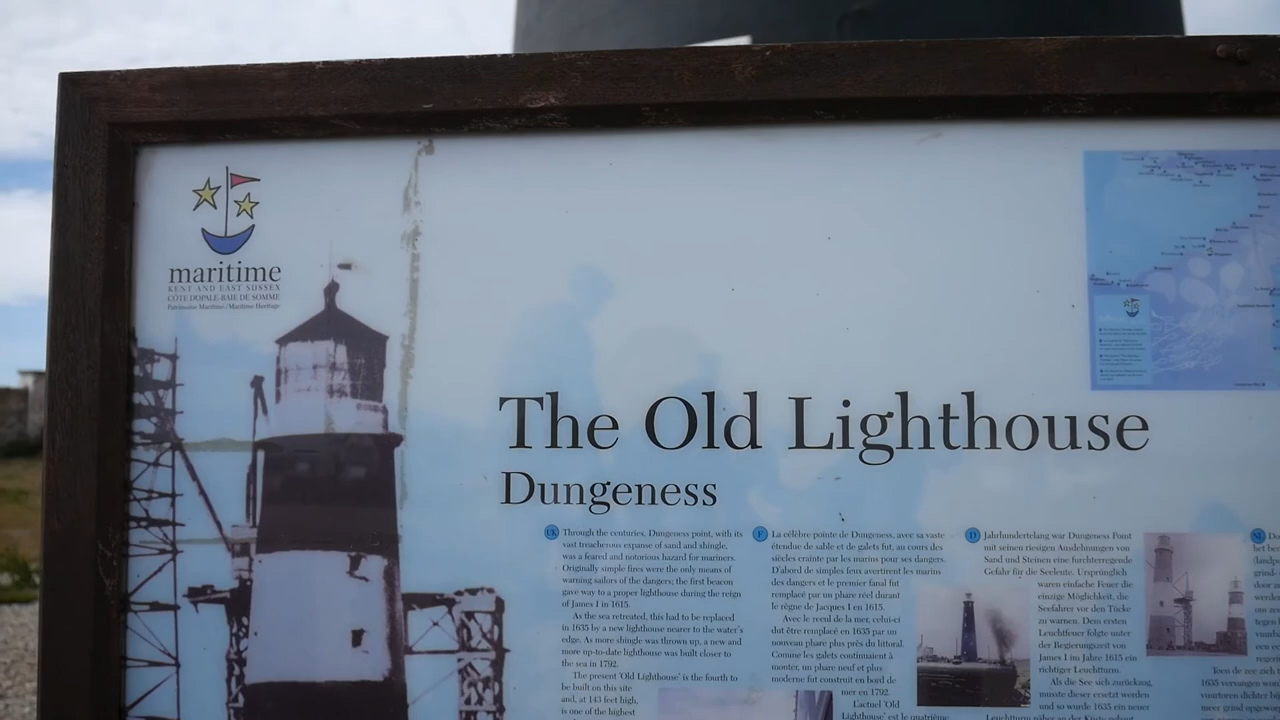 maritime
KENT AND EAST SUSSEX
CÔTE D'OPALE-BAIE DE SOMME
Patrimoine Maritime / Maritime Heritage
The Old Lighthouse
Dungeness
UK
Through the centuries, Dungeness point, with its
vast treacherous expanse of sand and shingle,
was a feared and notorious hazard for mariners.
Originally simple fires were the only means of
warning sailors of the dangers; the first beacon
gave way to a proper lighthouse during the reign
of James I in 1615.
As the sea retreated, this had to be replaced
in 1635 by a new lighthouse nearer to the water's
edge. As more shingle was thrown up, a new and
more up-to-date lighthouse was built closer to
the sea in 1792.
The present 'Old Lighthouse' is the fourth to
be built on this site
and, at 143 feet high,
is one of the highest
F
La célèbre pointe de Dungeness, avec sa vaste
étendue de sable et de galets fut, au cours des
siècles crainte par les marins pour ses dangers.
D'abord de simples feux avertirent les marins
des dangers et le premier fanal fut
remplacé par un phare réel durant
le règne de Jacques I en 1615.
Avec le recul de la mer, celui-ci
dut être remplacé en 1635 par un
nouveau phare plus près du littoral.
Comme les galets continuaient à
monter, un phare neuf et plus
moderne fut construit en bord de
mer en 1792.
L'actuel 'Old
Lighthouse' est le quatrième
D
Jahrhundertelang war Dungeness Point
mit seinen riesigen Ausdehnungen von
Sand und Steinen eine furchterregende
Gefahr für die Seeleute. Ursprünglich
waren einfache Feuer die
einzige Möglichkeit, die
Seefahrer vor den Tücken
zu warnen. Dem ersten
Leuchtfeuer folgte unter
der Regierungszeit von
James I im Jahre 1615 ein
richtiger Leuchtturm.
Als die See sich zurückzog,
musste dieser ersetzt werden
und so wurde 1635 ein neuer
Leuchtturm näher an der
Toen de zee zich
1635 vervangen
vuurtoren dichter
meer grind